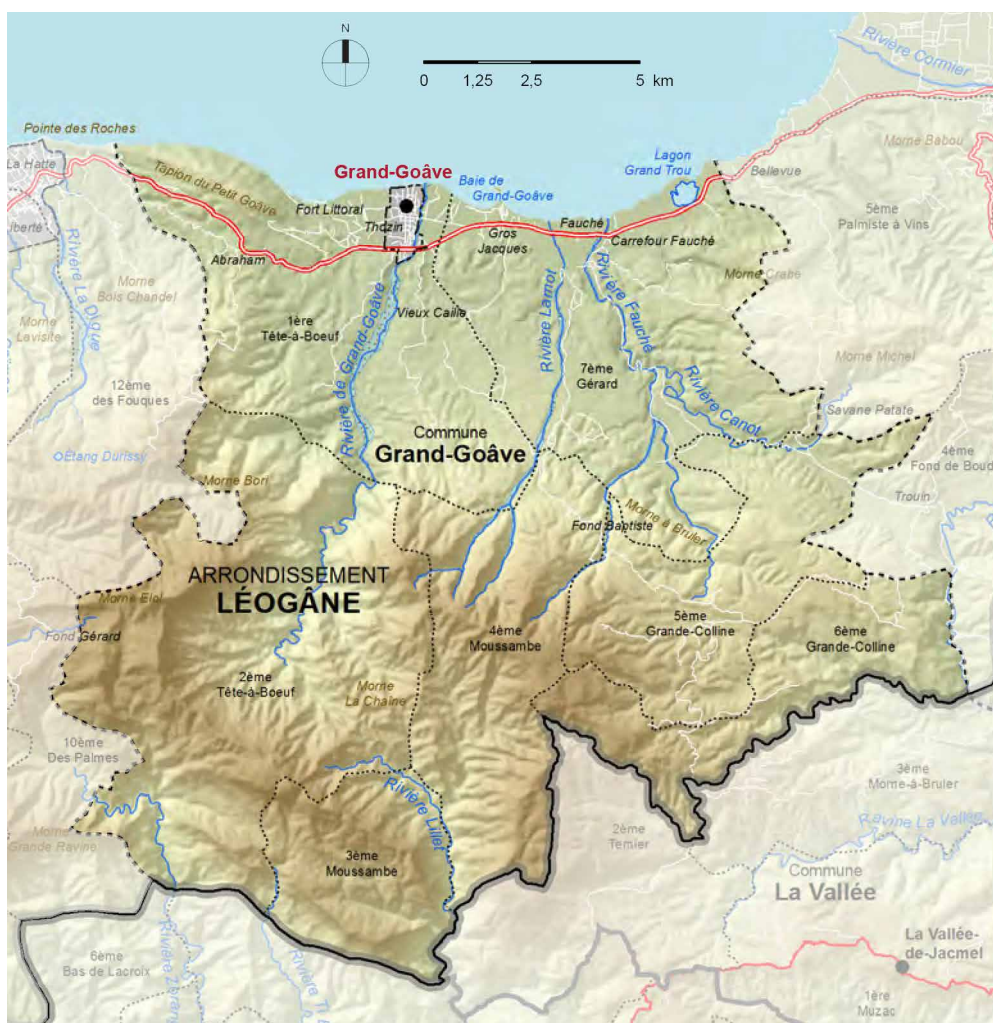 N
0 1,25 2,5 5 km
Rivière Cormier
Pointe des Roches
La Hatte
Morne Babou
Lagon
Grand Trou
Bellevue
Grand-Goâve
Tapion du Petit Goâve
Baie de
Grand-Goâve
Fort Littoral
Thozin
Fauché
5ème
Palmiste à Vins
Liberté
Gros
Jacques
Carrefour Fauché
Abraham
Rivière La Digue
Morne
Bois Chandel
Morne Crabe
Vieux Caille
Rivière de Grand-Goâve
Rivière Lamot
Rivière Fauché
Morne
Lavisite
1ère
Tête-à-Boeuf
Morne Michel
12ème
des Fouques
7ème
Gérard
Rivière Canot
Savane Patate
Commune
Grand-Goâve
Étang Durissy
4ème
Fond de Boud
Morne Bori
Trouin
Fond Baptiste
Morne à Bruler
ARRONDISSEMENT
LÉOGÂNE
Morne Eloi
Fond Gérard
4ème
Moussambe
5ème
Grande-Colline
6ème
Grande-Colline
2ème
Tête-à-Boeuf
Morne
La Chaîne
10ème
Des Palmes
Rivière Lillet
3ème
Morne-à-Bruler
Morne
Grande Ravine
2ème
Ternier
Ravine La Vallée
3ème
Moussambe
Commune
La Vallée
6ème
Bas de Lacroix
La Vallée-
de-Jacmel
1ère
Muzac